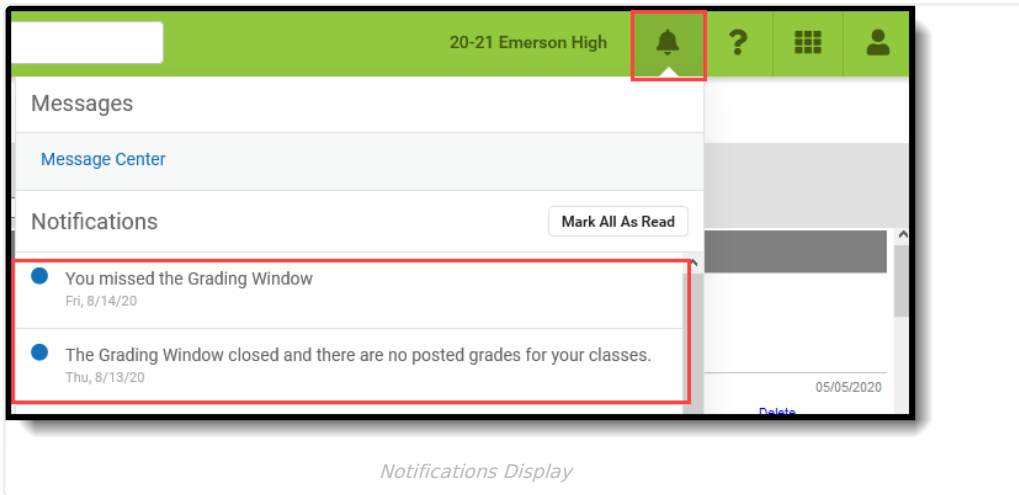 20-21 Emerson High
?
Messages
Message Center
Notifications
Mark All As Read
You missed the Grading Window
Fri, 8/14/20
The Grading Window closed and there are no posted grades for your classes.
Thu, 8/13/20
05/05/2020
Delete
Notifications Display